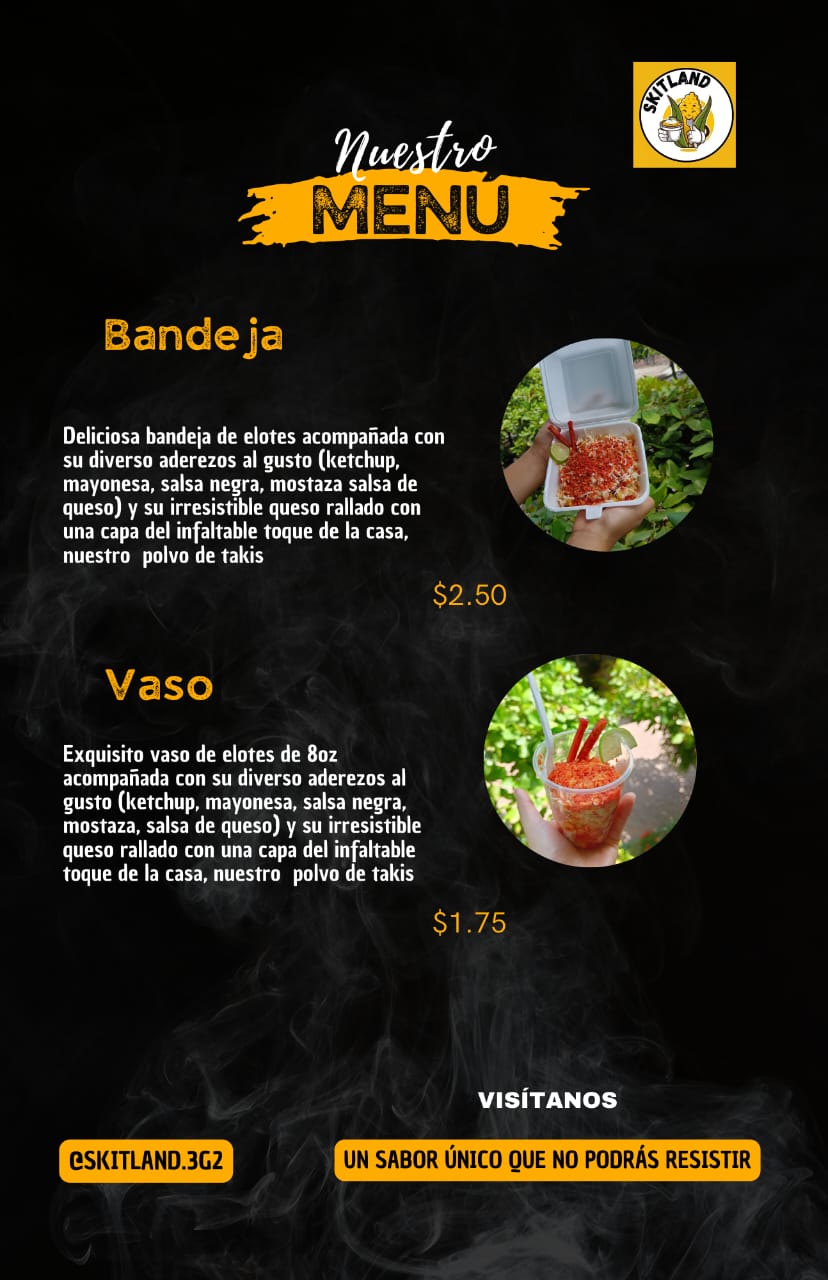 SKITLAND
Nuestro
MENÚ
Bandeja
Deliciosa bandeja de elotes acompañada con
su diverso aderezos al gusto (ketchup,
mayonesa, salsa negra, mostaza salsa de
queso) y su irresistible queso rallado con
una capa del infaltable toque de la casa,
nuestro  polvo de takis
$2.50
Vaso
Exquisito vaso de elotes de 8oz
acompañada con su diverso aderezos al
gusto (ketchup, mayonesa, salsa negra,
mostaza, salsa de queso) y su irresistible
queso rallado con una capa del infaltable
toque de la casa, nuestro  polvo de takis
$1.75
VISÍTANOS
@SKITLAND.3G2
UN SABOR ÚNICO QUE NO PODRÁS RESISTIR